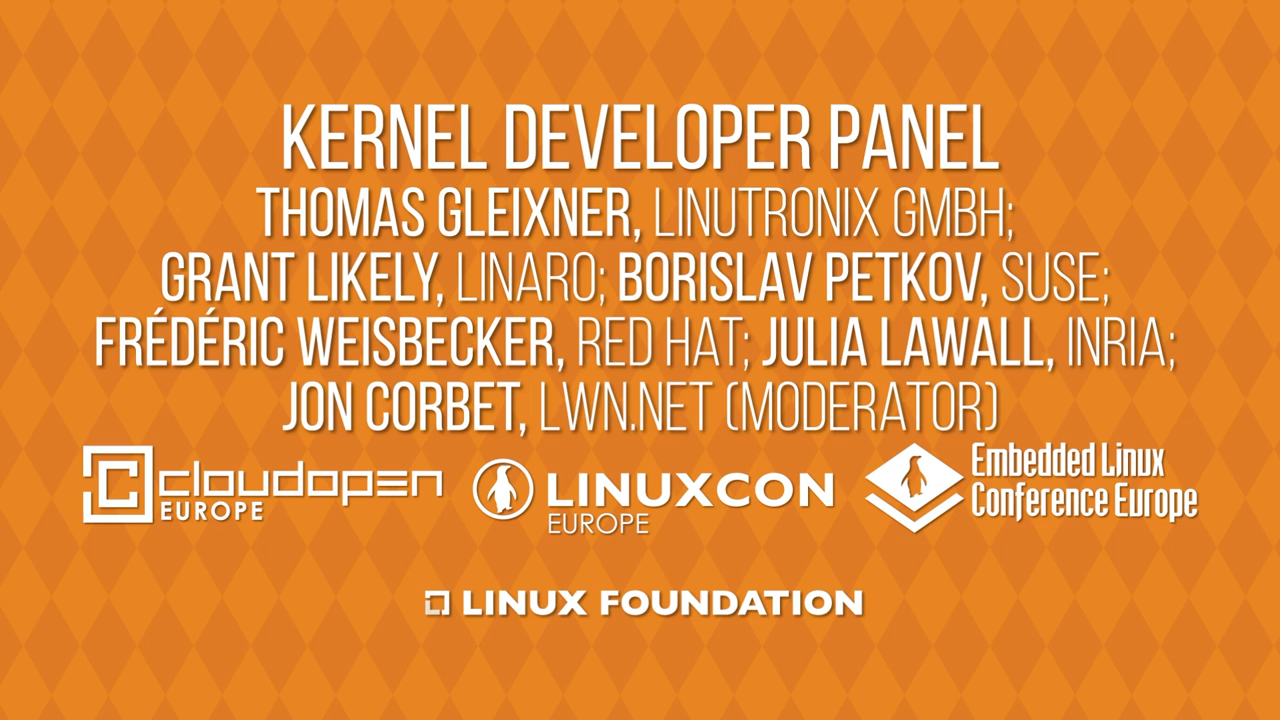 KERNEL DEVELOPER PANEL
THOMAS GLEIXNER, LINUTRONIX GMBH;
GRANT LIKELY, LINARO; BORISLAV PETKOV, SUSE;
FRÉDÉRIC WEISBECKER, RED HAT; JULIA LAWALL, INRIA;
JON CORBET, LWN.NET (MODERATOR)
cloudopen
EUROPE
LINUXCON
EUROPE
Embedded Linux
Conference Europe
LINUX FOUNDATION